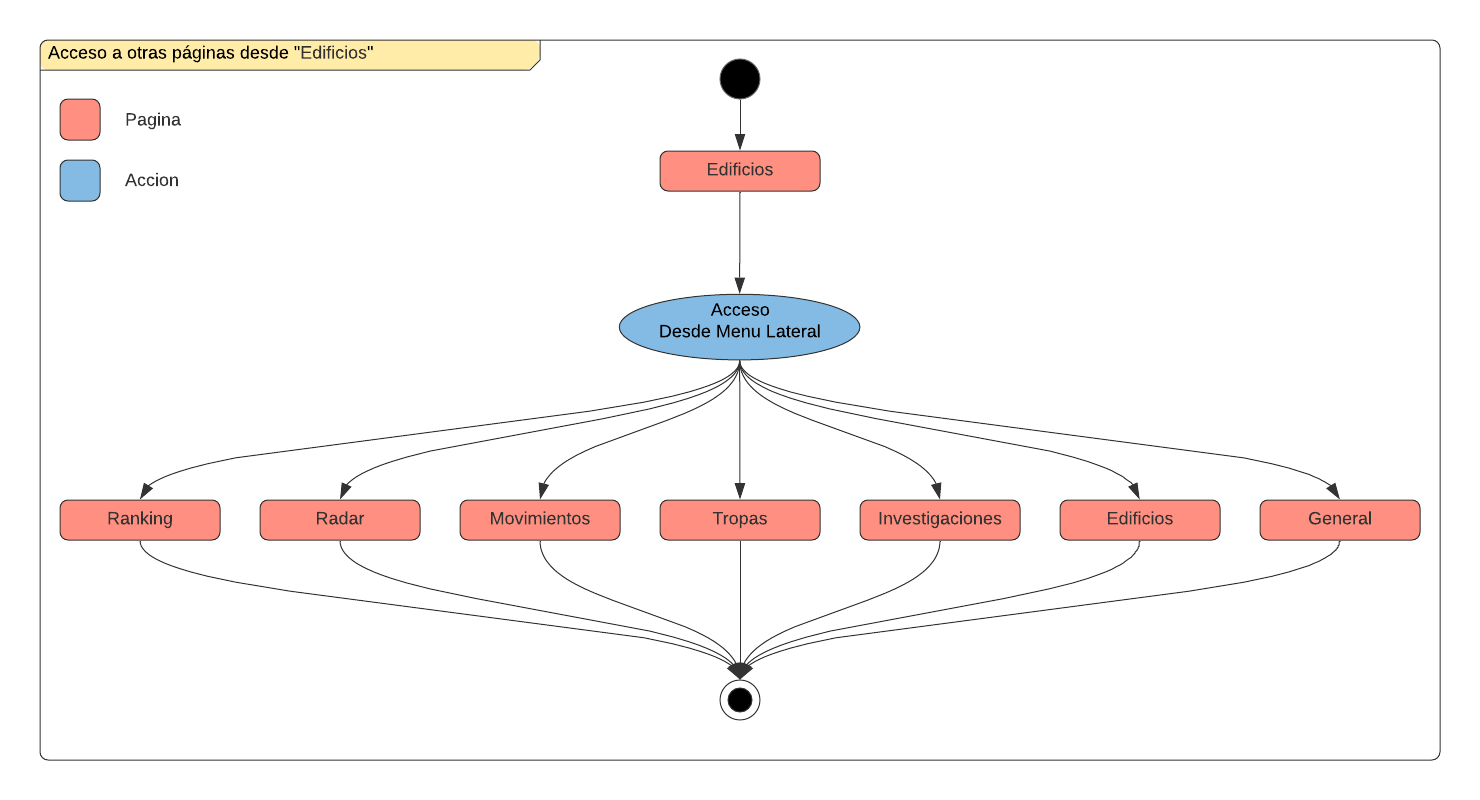 Acceso a otras páginas desde "Edificios"
Pagina
Accion
Edificios
Acceso
Desde Menu Lateral
Ranking
Radar
Movimientos
Tropas
Investigaciones
Edificios
General